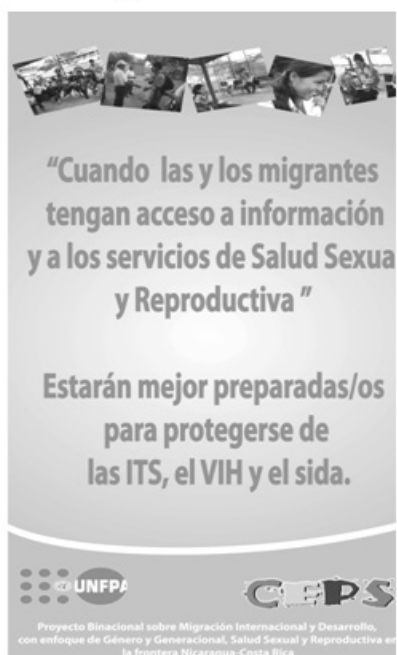 “Cuando las y los migrantes
tengan acceso a información
y a los servicios de Salud Sexua
y Reproductiva ”
Estarán mejor preparadas/os
para protegerse de
las ITS, el VIH y el sida.
UNFPA
CEPS
Proyecto Binacional sobre Migración Internacional y Desarrollo,
con enfoque de Género y Generacional, Salud Sexual y Reproductiva en
la frontera Nicaragua-Costa Rica